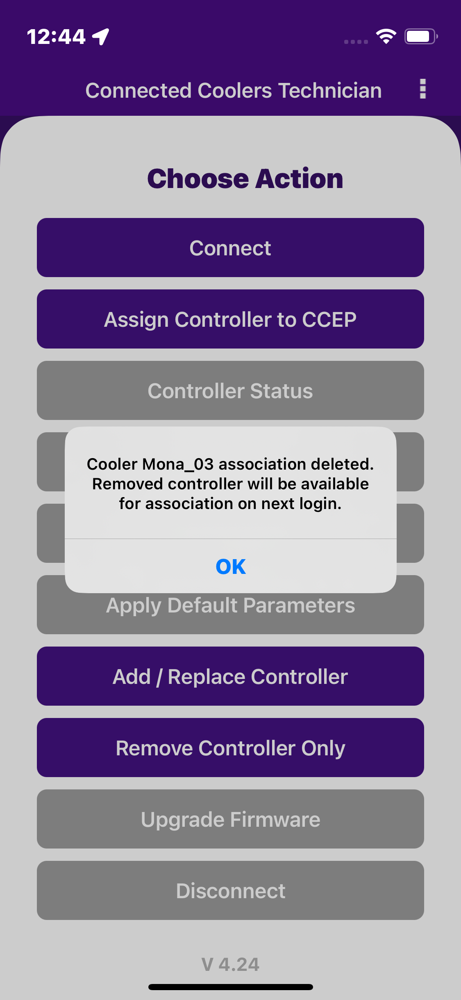 12:44
Connected Coolers Technician
Choose Action
Connect
Assign Controller to CCEP
Controller Status
Cooler Mona_03 association deleted.
Removed controller will be available
for association on next login.
OK
Apply Default Parameters
Add / Replace Controller
Remove Controller Only
Upgrade Firmware
Disconnect
V 4.24